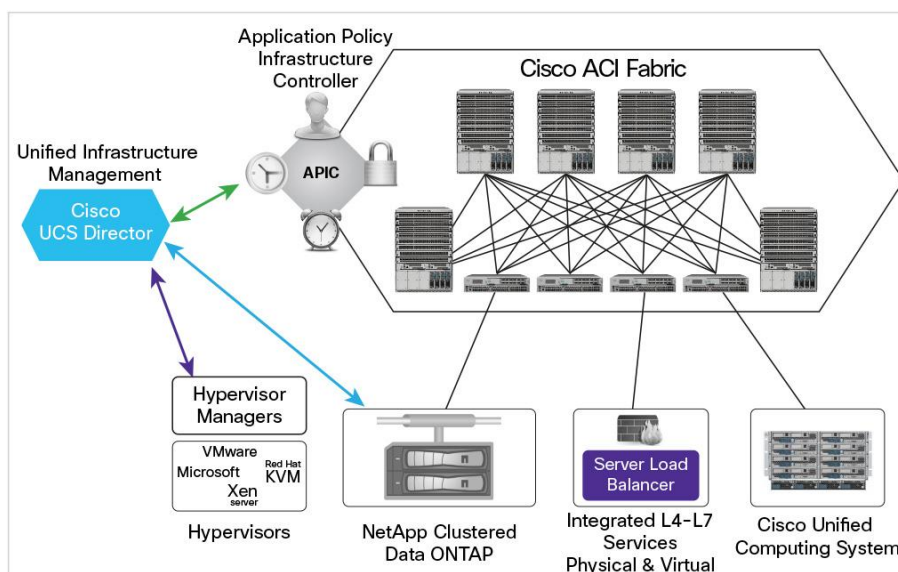 Application Policy
Infrastructure
Controller
Cisco ACI Fabric
APIC
Unified Infrastructure
Management
Cisco
UCS Director
Hypervisor
Managers
VMware
Microsoft
Red Hat
KVM
Xen
server
Hypervisors
NetApp Clustered
Data ONTAP
Server Load
Balancer
Integrated L4-L7
Services
Physical & Virtual
Cisco Unified
Computing System